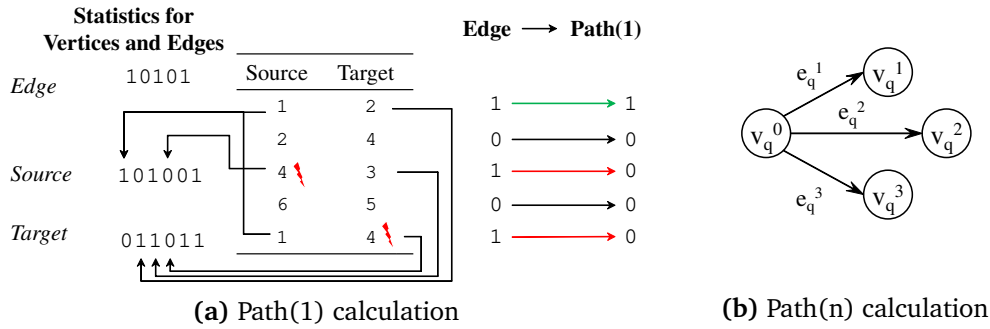 Statistics for
Vertices and Edges
Edge → Path(1)
Edge 10101
Source Target
1 2
2 4
4 3
6 5
1 4
Source 101001
Target 011011
1 1
0 0
1 0
0 0
1 0
v_q^0
e_q^1
v_q^1
e_q^2
v_q^2
e_q^3
v_q^3
(a) Path(1) calculation
(b) Path(n) calculation